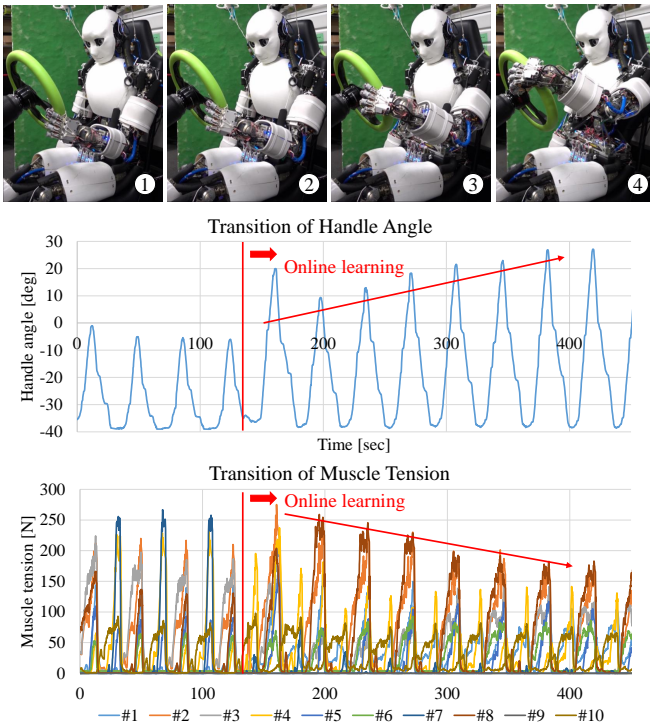 1 2 3 4
Transition of Handle Angle
Online learning
Handle angle [deg]
30
20
10
0
-10
-20
-30
-40
0 100 200 300 400
Time [sec]
Transition of Muscle Tension
Online learning
Muscle tension [N]
300
250
200
150
100
50
0
0 100 200 300 400
#1 #2 #3 #4 #5 #6 #7 #8 #9 #10